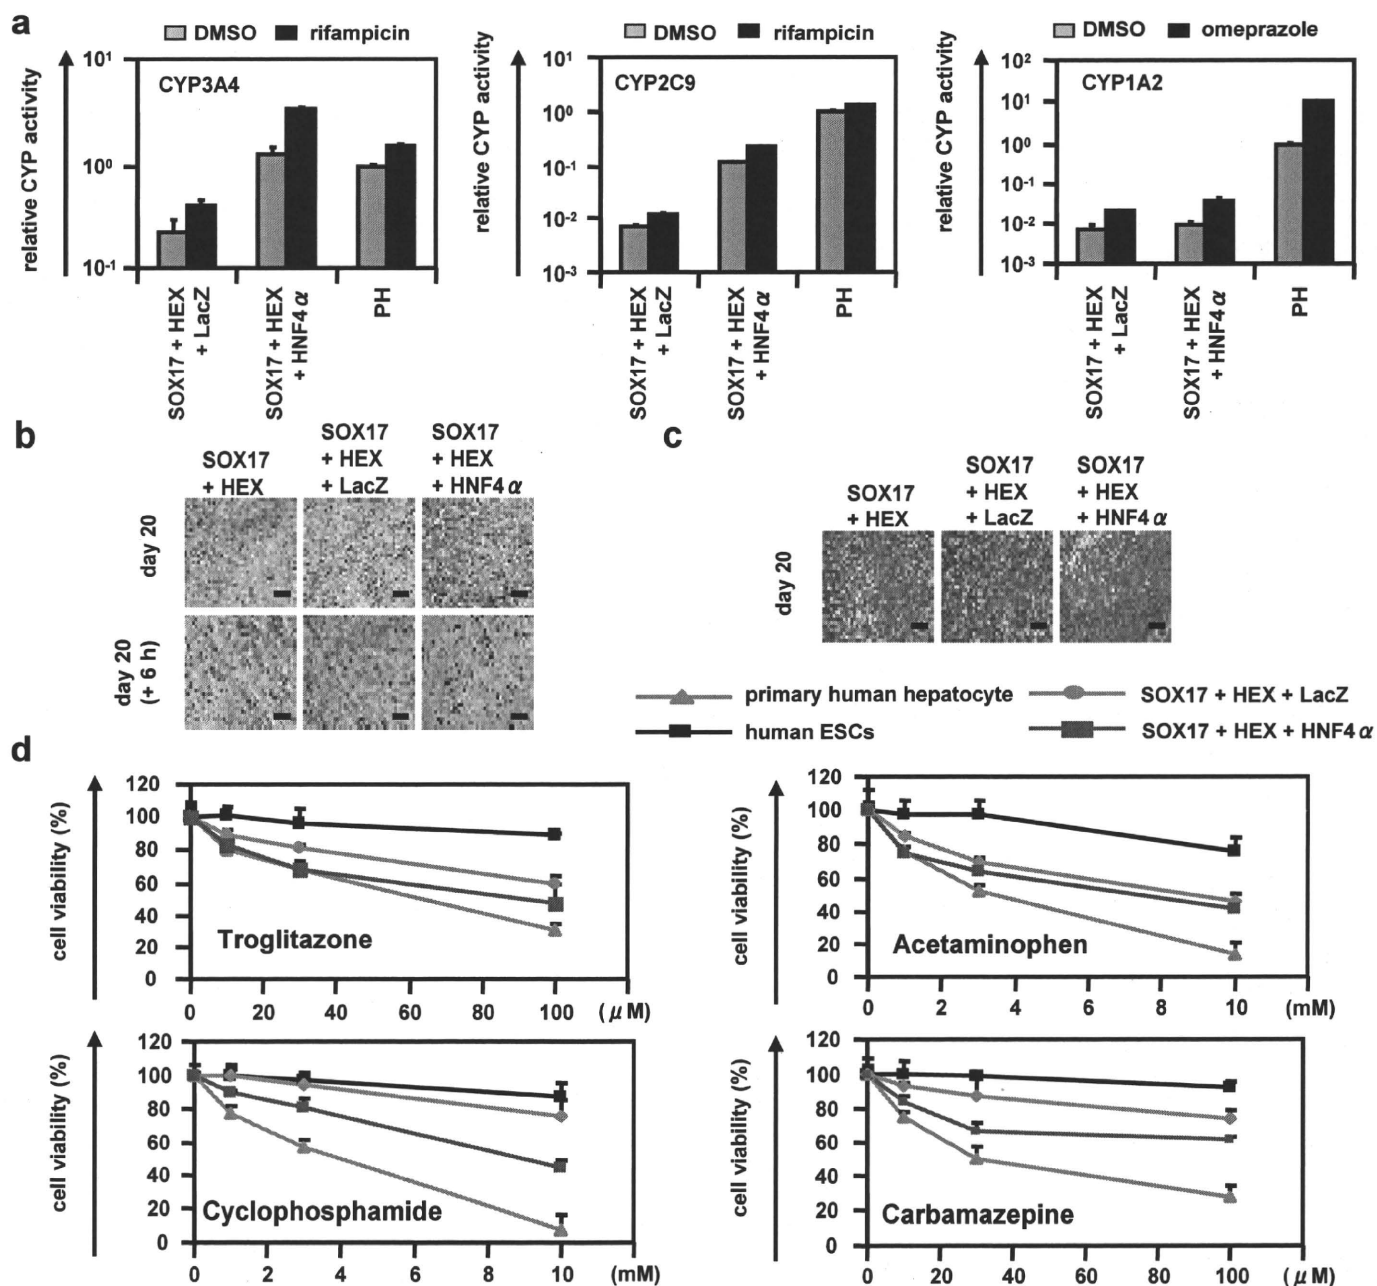 a
DMSO rifampicin
relative CYP activity
10¹
10⁰
10⁻¹
CYP3A4
SOX17 + HEX
+ LacZ
SOX17 + HEX
+ HNF4α
PH
DMSO rifampicin
relative CYP activity
10¹
10⁰
10⁻¹
10⁻²
10⁻³
CYP2C9
SOX17 + HEX
+ LacZ
SOX17 + HEX
+ HNF4α
PH
DMSO omeprazole
relative CYP activity
10²
10¹
10⁰
10⁻¹
10⁻²
10⁻³
CYP1A2
SOX17 + HEX
+ LacZ
SOX17 + HEX
+ HNF4α
PH
b
SOX17
+ HEX
SOX17
+ HEX
+ LacZ
SOX17
+ HEX
+ HNF4α
day 20
day 20
(+ 6 h)
c
SOX17
+ HEX
SOX17
+ HEX
+ LacZ
SOX17
+ HEX
+ HNF4α
day 20
primary human hepatocyte
SOX17 + HEX + LacZ
human ESCs
SOX17 + HEX + HNF4α
d
cell viability (%)
120
100
80
60
40
20
0
Troglitazone
0 20 40 60 80 100 (μM)
cell viability (%)
120
100
80
60
40
20
0
Acetaminophen
0 2 4 6 8 10 (mM)
cell viability (%)
120
100
80
60
40
20
0
Cyclophosphamide
0 2 4 6 8 10 (mM)
cell viability (%)
120
100
80
60
40
20
0
Carbamazepine
0 20 40 60 80 100 (μM)